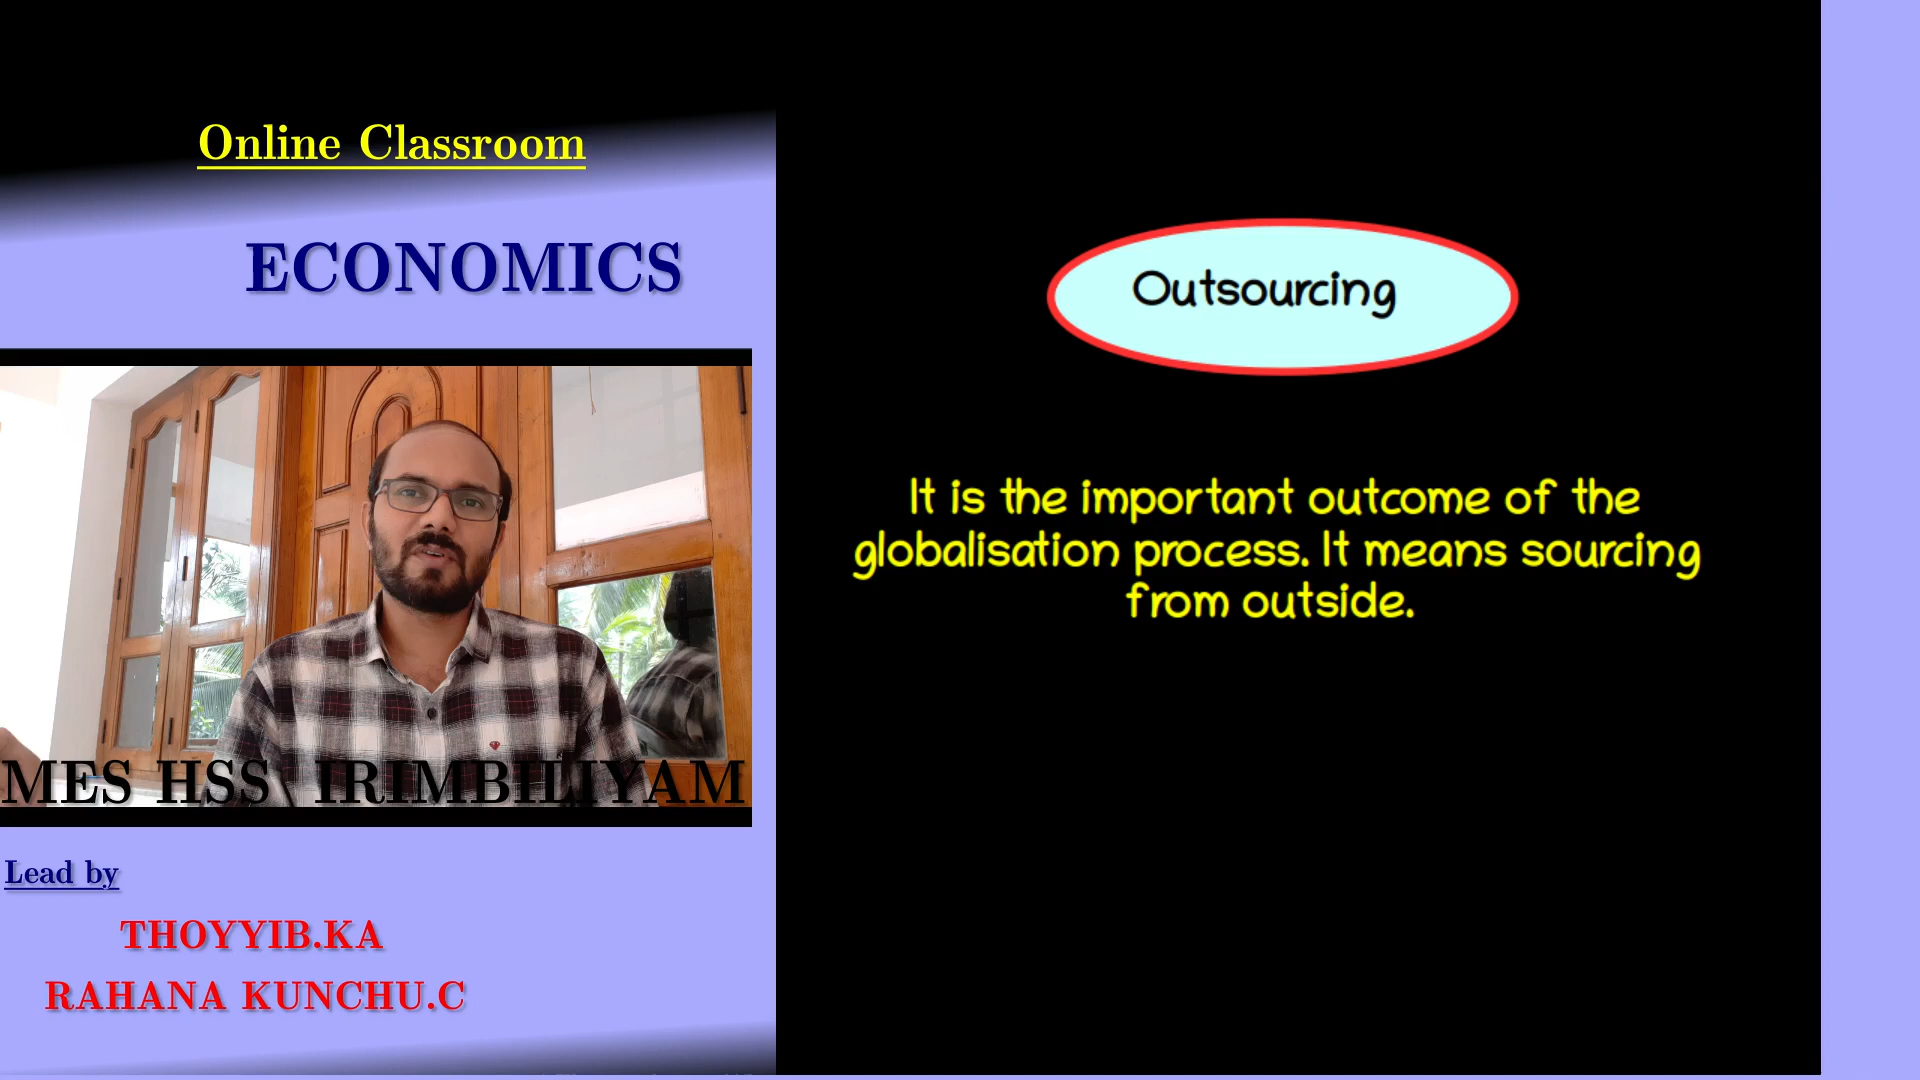 Online Classroom
ECONOMICS
MES HSS IRIMBILIYAM
Lead by
THOYYIB.KA
RAHANA KUNCHU.C
Outsourcing
It is the important outcome of the
globalisation process. It means sourcing
from outside.